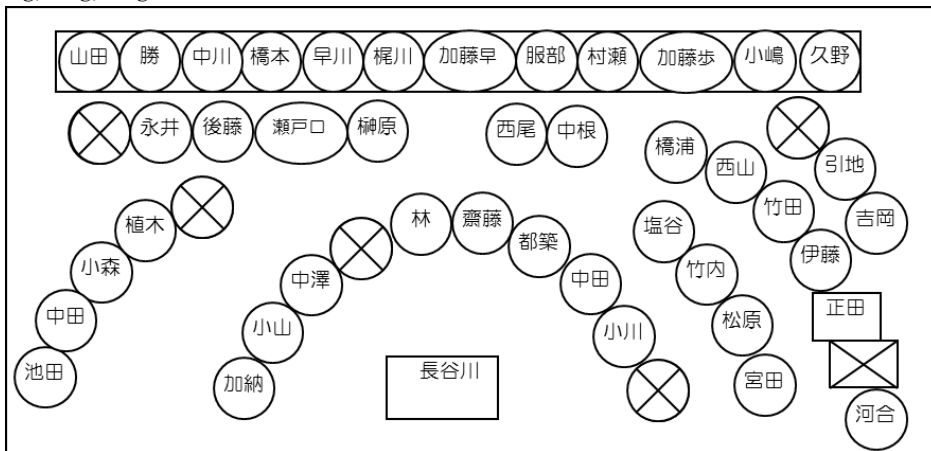 山田 勝 中川 橋本 早川 梶川 加藤早 服部 村瀬 加藤歩 小嶋 久野
永井 後藤 瀬戸口 榊原 西尾 中根
橋浦 西山 竹田 伊藤
引地 吉岡
植木 小森 中田 池田
林 齋藤 都築 中田 小川
中澤 小山 加納
塩谷 竹内 松原 宮田
正田
河合
長谷川